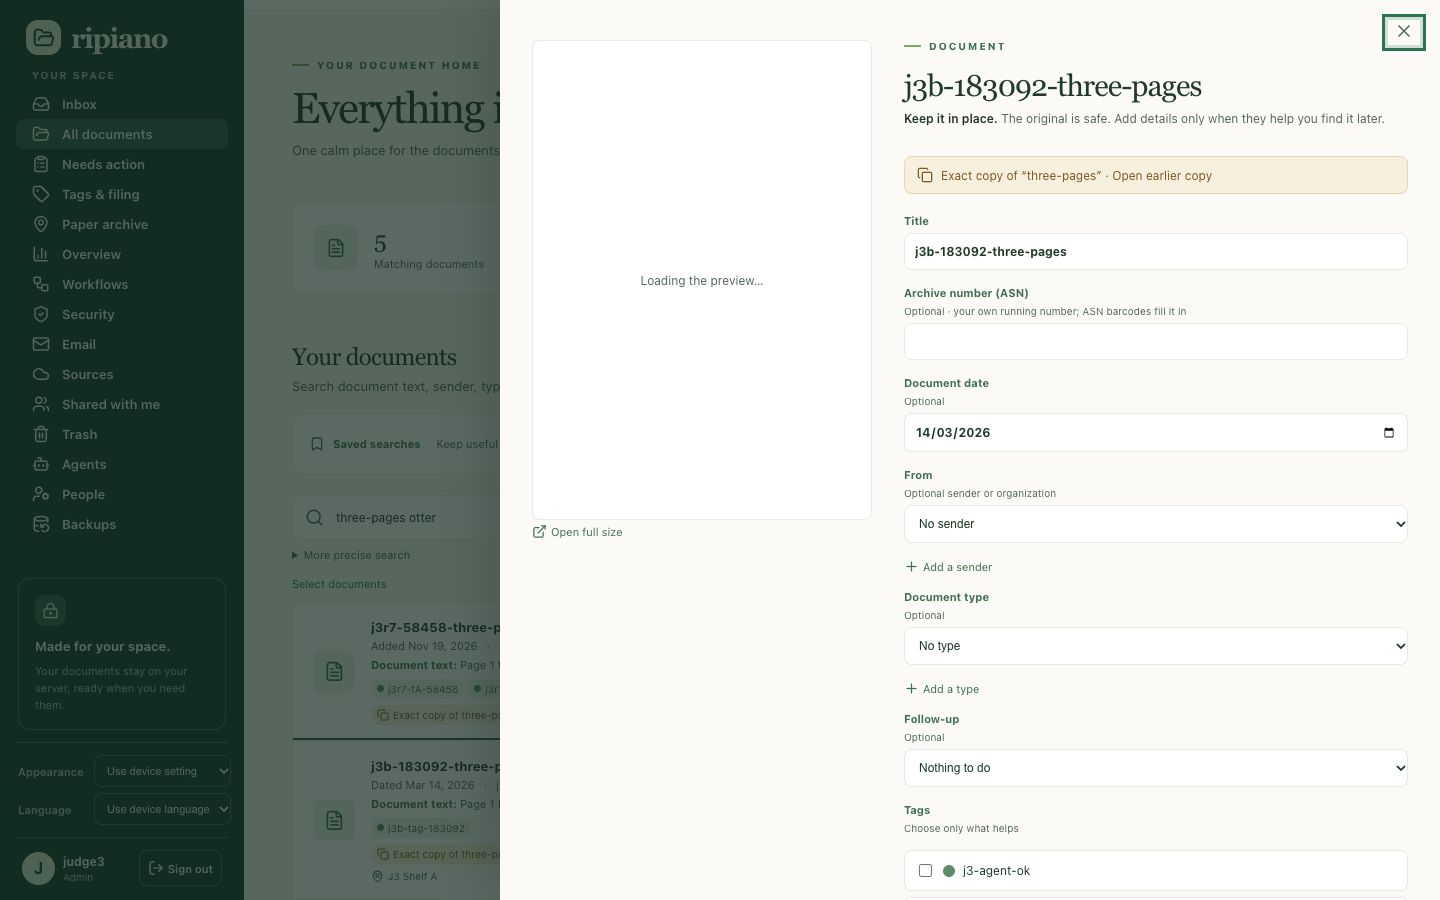 ripiano
YOUR SPACE
Inbox
All documents
Needs action
Tags & filing
Paper archive
Overview
Workflows
Security
Email
Sources
Shared with me
Trash
Agents
People
Backups
Made for your space.
Your documents stay on your
server, ready when you need
them.
Appearance
Use device setting
Language
Use device language
J
judge3
Admin
Sign out
YOUR DOCUMENT HOME
Everything
One calm place for the documents
5
Matching documents
Your documents
Search document text, sender, typ
Saved searches
Keep useful
three-pages otter
More precise search
Select documents
j3r7-58458-three-p
Added Nov 19, 2026 ·
Document text: Page 1
j3r7-fA-58458
j3r
Exact copy of three-pa
j3b-183092-three-p
Dated Mar 14, 2026 · j
Document text: Page 1
j3b-tag-183092
Exact copy of three-pa
J3 Shelf A
Loading the preview...
Open full size
DOCUMENT
j3b-183092-three-pages
Keep it in place. The original is safe. Add details only when they help you find it later.
Exact copy of “three-pages” · Open earlier copy
Title
j3b-183092-three-pages
Archive number (ASN)
Optional · your own running number; ASN barcodes fill it in
Document date
Optional
14/03/2026
From
Optional sender or organization
No sender
Add a sender
Document type
Optional
No type
Add a type
Follow-up
Optional
Nothing to do
Tags
Choose only what helps
j3-agent-ok